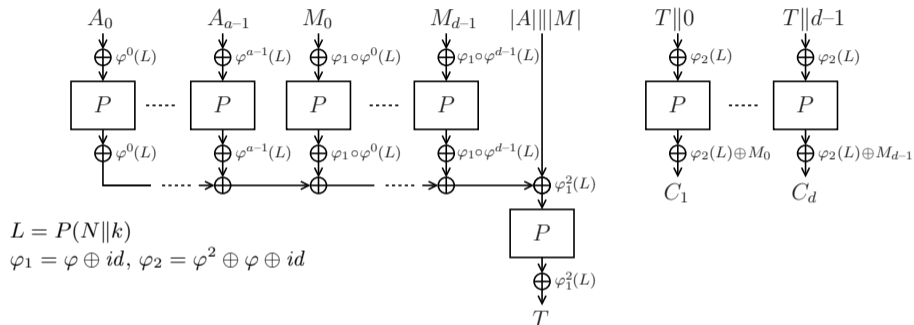 A_0 A_{a-1} M_0 M_{d-1} |A|‖‖M| T‖0 T‖d-1
φ^0(L) φ^{a-1}(L) φ_1∘φ^0(L) φ_1∘φ^{d-1}(L) φ_2(L) φ_2(L)
P ..... P P ..... P P ..... P
φ^0(L) φ^{a-1}(L) φ_1∘φ^0(L) φ_1∘φ^{d-1}(L) φ_2(L)⊕M_0 φ_2(L)⊕M_{d-1}
..... ..... φ_1^2(L) C_1 C_d
P
L = P(N‖k)
φ_1 = φ ⊕ id, φ_2 = φ^2 ⊕ φ ⊕ id
φ_1^2(L)
T